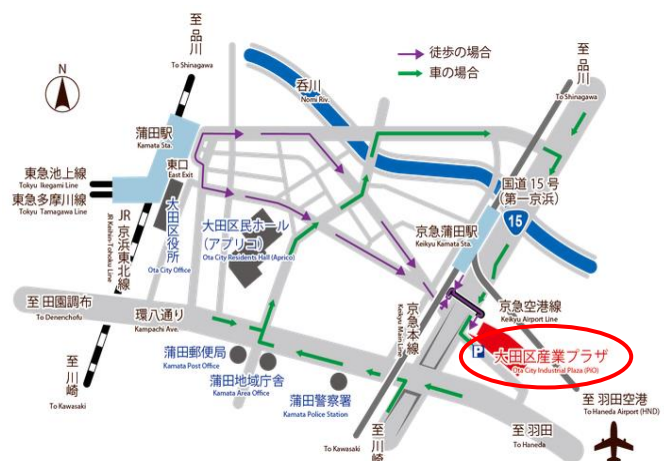 至
品
川
To Shinagawa
徒歩の場合
車の場合
至
品
川
To Shinagawa
N
呑川
Nomi Riv.
蒲田駅
Kamata Sta.
東口
East Exit
東急池上線
Tokyu Ikegami Line
東急多摩川線
Tokyu Tamagawa Line
大田区役所
Ota City Office
大田区民ホール
(アプリコ)
Ota City Resident's Hall (Aprico)
国道 15 号
(第一京浜)
15
京急蒲田駅
Keikyu Kamata Sta.
JR 京浜東北線
JR Keihin-Tohoku Line
至 田園調布
To Denenchofu
環八通り
Kampachi Ave.
京急本線
Keikyu Main Line
京急空港線
Keikyu Airport Line
P
大田区産業プラザ
Ota City Industrial Plaza (PiO)
蒲田郵便局
Kamata Post Office
蒲田地域庁舎
Kamata Area Office
蒲田警察署
Kamata Police Station
至
川
崎
To Kawasaki
至
川
崎
To Kawasaki
至 羽田
To Haneda
至 羽田空港
To Haneda Airport (HND)